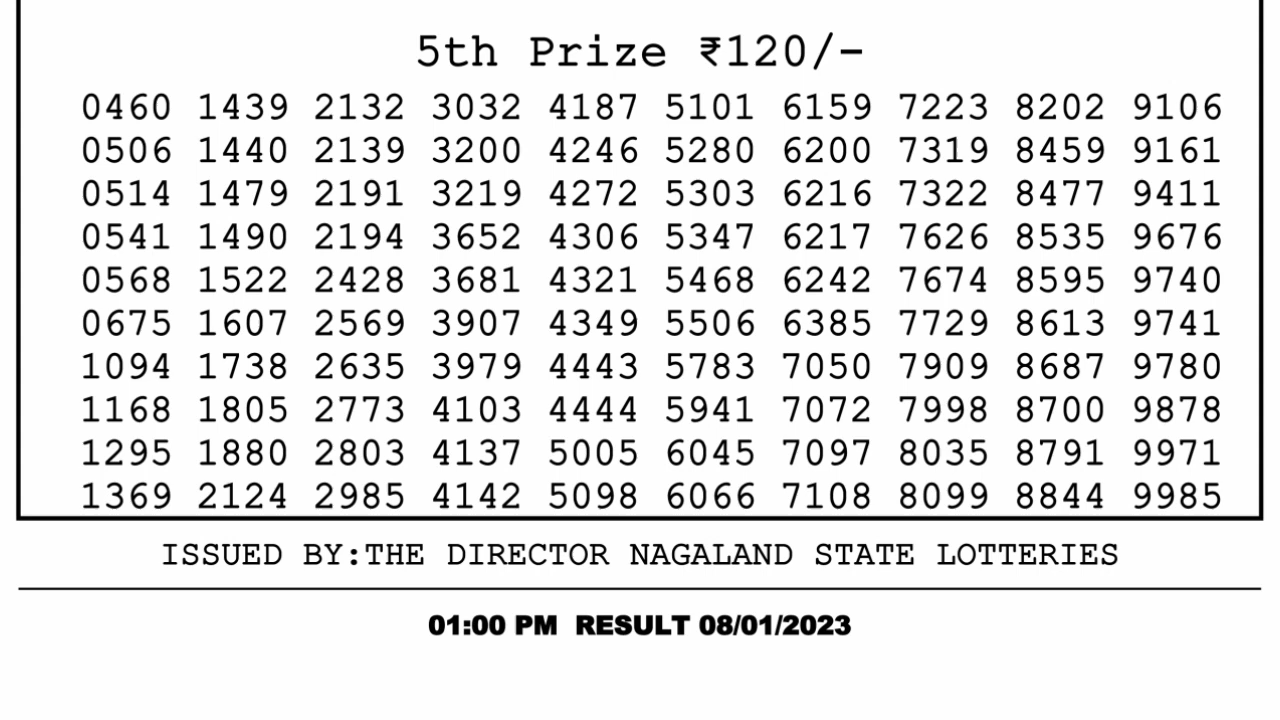 5th Prize ₹120/-
0460 1439 2132 3032 4187 5101 6159 7223 8202 9106
0506 1440 2139 3200 4246 5280 6200 7319 8459 9161
0514 1479 2191 3219 4272 5303 6216 7322 8477 9411
0541 1490 2194 3652 4306 5347 6217 7626 8535 9676
0568 1522 2428 3681 4321 5468 6242 7674 8595 9740
0675 1607 2569 3907 4349 5506 6385 7729 8613 9741
1094 1738 2635 3979 4443 5783 7050 7909 8687 9780
1168 1805 2773 4103 4444 5941 7072 7998 8700 9878
1295 1880 2803 4137 5005 6045 7097 8035 8791 9971
1369 2124 2985 4142 5098 6066 7108 8099 8844 9985
ISSUED BY:THE DIRECTOR NAGALAND STATE LOTTERIES
01:00 PM RESULT 08/01/2023